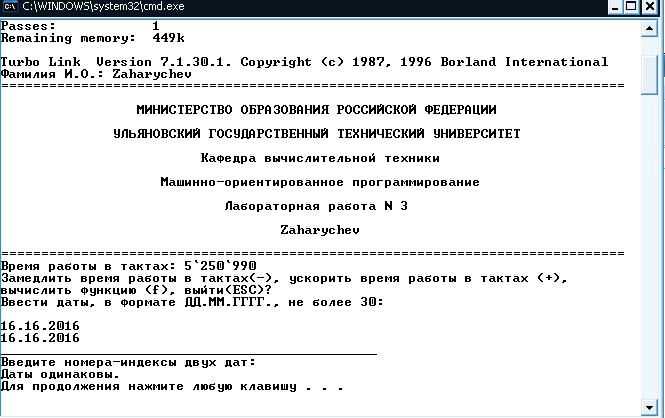 C:\WINDOWS\system32\cmd.exe
Passes: 1
Remaining memory: 449k
Turbo Link Version 7.1.30.1. Copyright (c) 1987, 1996 Borland International
Фамилия И.О.: Zaharychev
==============================================================================
МИНИСТЕРСТВО ОБРАЗОВАНИЯ РОССИЙСКОЙ ФЕДЕРАЦИИ
УЛЬЯНОВСКИЙ ГОСУДАРСТВЕННЫЙ ТЕХНИЧЕСКИЙ УНИВЕРСИТЕТ
Кафедра вычислительной техники
Машинно-ориентированное программирование
Лабораторная работа N 3
Zaharychev
==============================================================================
Время работы в тактах: 5`250`990
Замедлить время работы в тактах(-), ускорить время работы в тактах (+),
вычислить функцию (f), выйти(ESC)?
Ввести даты, в формате ДД.ММ.ГГГГ., не более 30:
16.16.2016
16.16.2016
_______________________________________________
Введите номера-индексы двух дат:
Даты одинаковы.
Для продолжения нажмите любую клавишу . . .